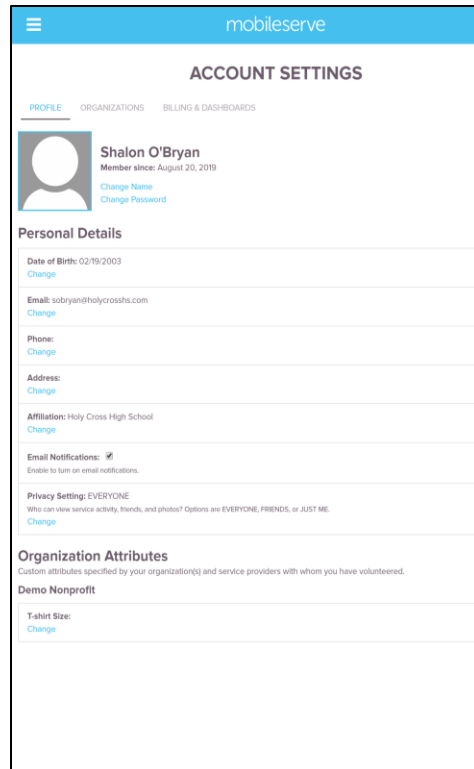 mobileserve
ACCOUNT SETTINGS
PROFILE ORGANIZATIONS BILLING & DASHBOARDS
Shalon O'Bryan
Member since: August 20, 2019
Change Name
Change Password
Personal Details
Date of Birth: 02/19/2003
Change
Email: sobryan@holycrosshs.com
Change
Phone:
Change
Address:
Change
Affiliation: Holy Cross High School
Change
Email Notifications:
Enable to turn on email notifications.
Privacy Setting: EVERYONE
Who can view service activity, friends, and photos? Options are EVERYONE, FRIENDS, or JUST ME.
Change
Organization Attributes
Custom attributes specified by your organization(s) and service providers with whom you have volunteered.
Demo Nonprofit
T-shirt Size:
Change